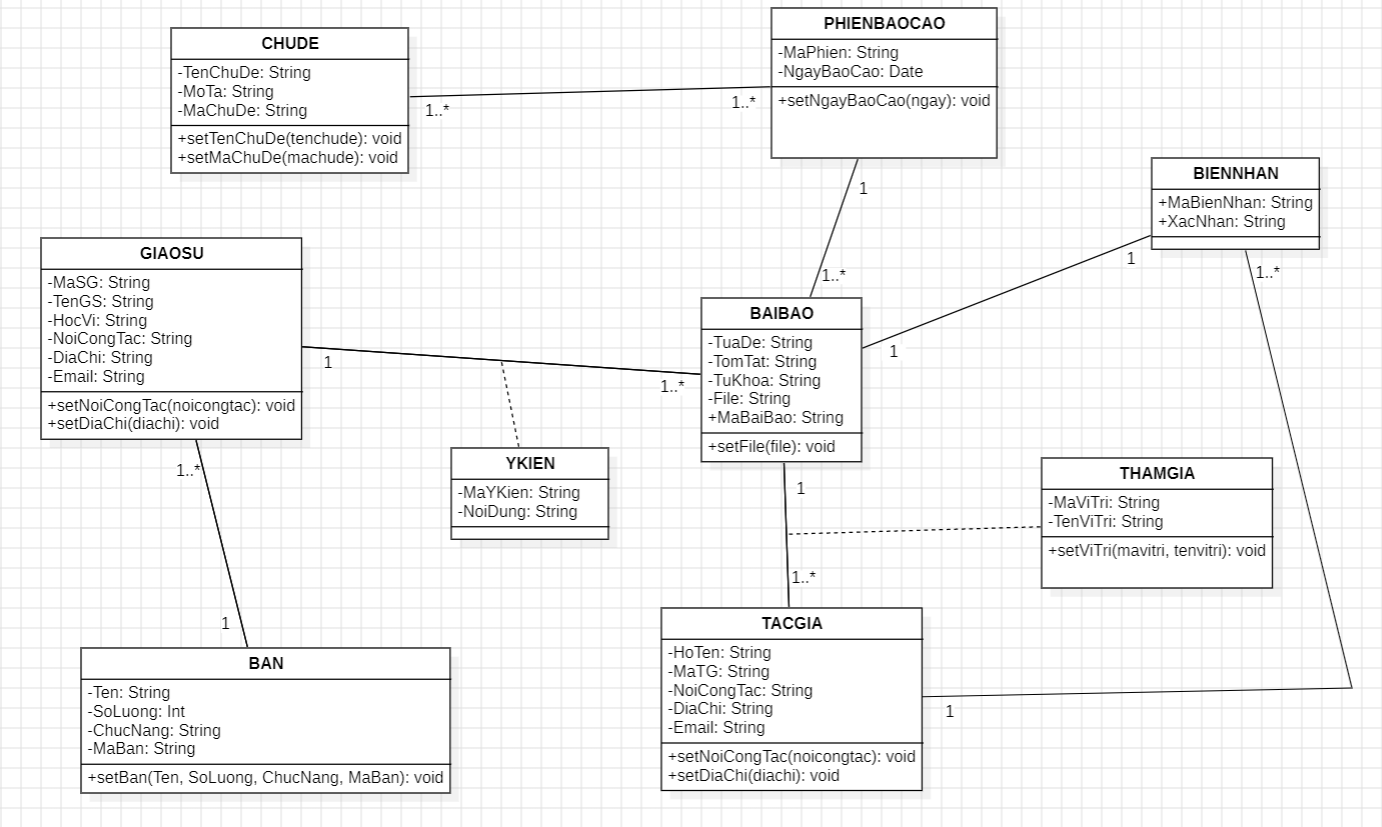 CHUDE
-TenChuDe: String
-MoTa: String
-MaChuDe: String
+setTenChuDe(tenchude): void
+setMaChuDe(machude): void
1..*
1..*
PHIENBAOCAO
-MaPhien: String
-NgayBaoCao: Date
+setNgayBaoCao(ngay): void
1
1..*
BIENNHAN
+MaBienNhan: String
+XacNhan: String
1
1..*
GIAOSU
-MaSG: String
-TenGS: String
-HocVi: String
-NoiCongTac: String
-DiaChi: String
-Email: String
+setNoiCongTac(noicongtac): void
+setDiaChi(diachi): void
1
1..*
1..*
1
BAIBAO
-TuaDe: String
-TomTat: String
-TuKhoa: String
-File: String
+MaBaiBao: String
+setFile(file): void
1
1
1..*
YKIEN
-MaYKien: String
-NoiDung: String
THAMGIA
-MaViTri: String
-TenViTri: String
+setViTri(mavitri, tenvitri): void
BAN
-Ten: String
-SoLuong: Int
-ChucNang: String
-MaBan: String
+setBan(Ten, SoLuong, ChucNang, MaBan): void
TACGIA
-HoTen: String
-MaTG: String
-NoiCongTac: String
-DiaChi: String
-Email: String
+setNoiCongTac(noicongtac): void
+setDiaChi(diachi): void
1